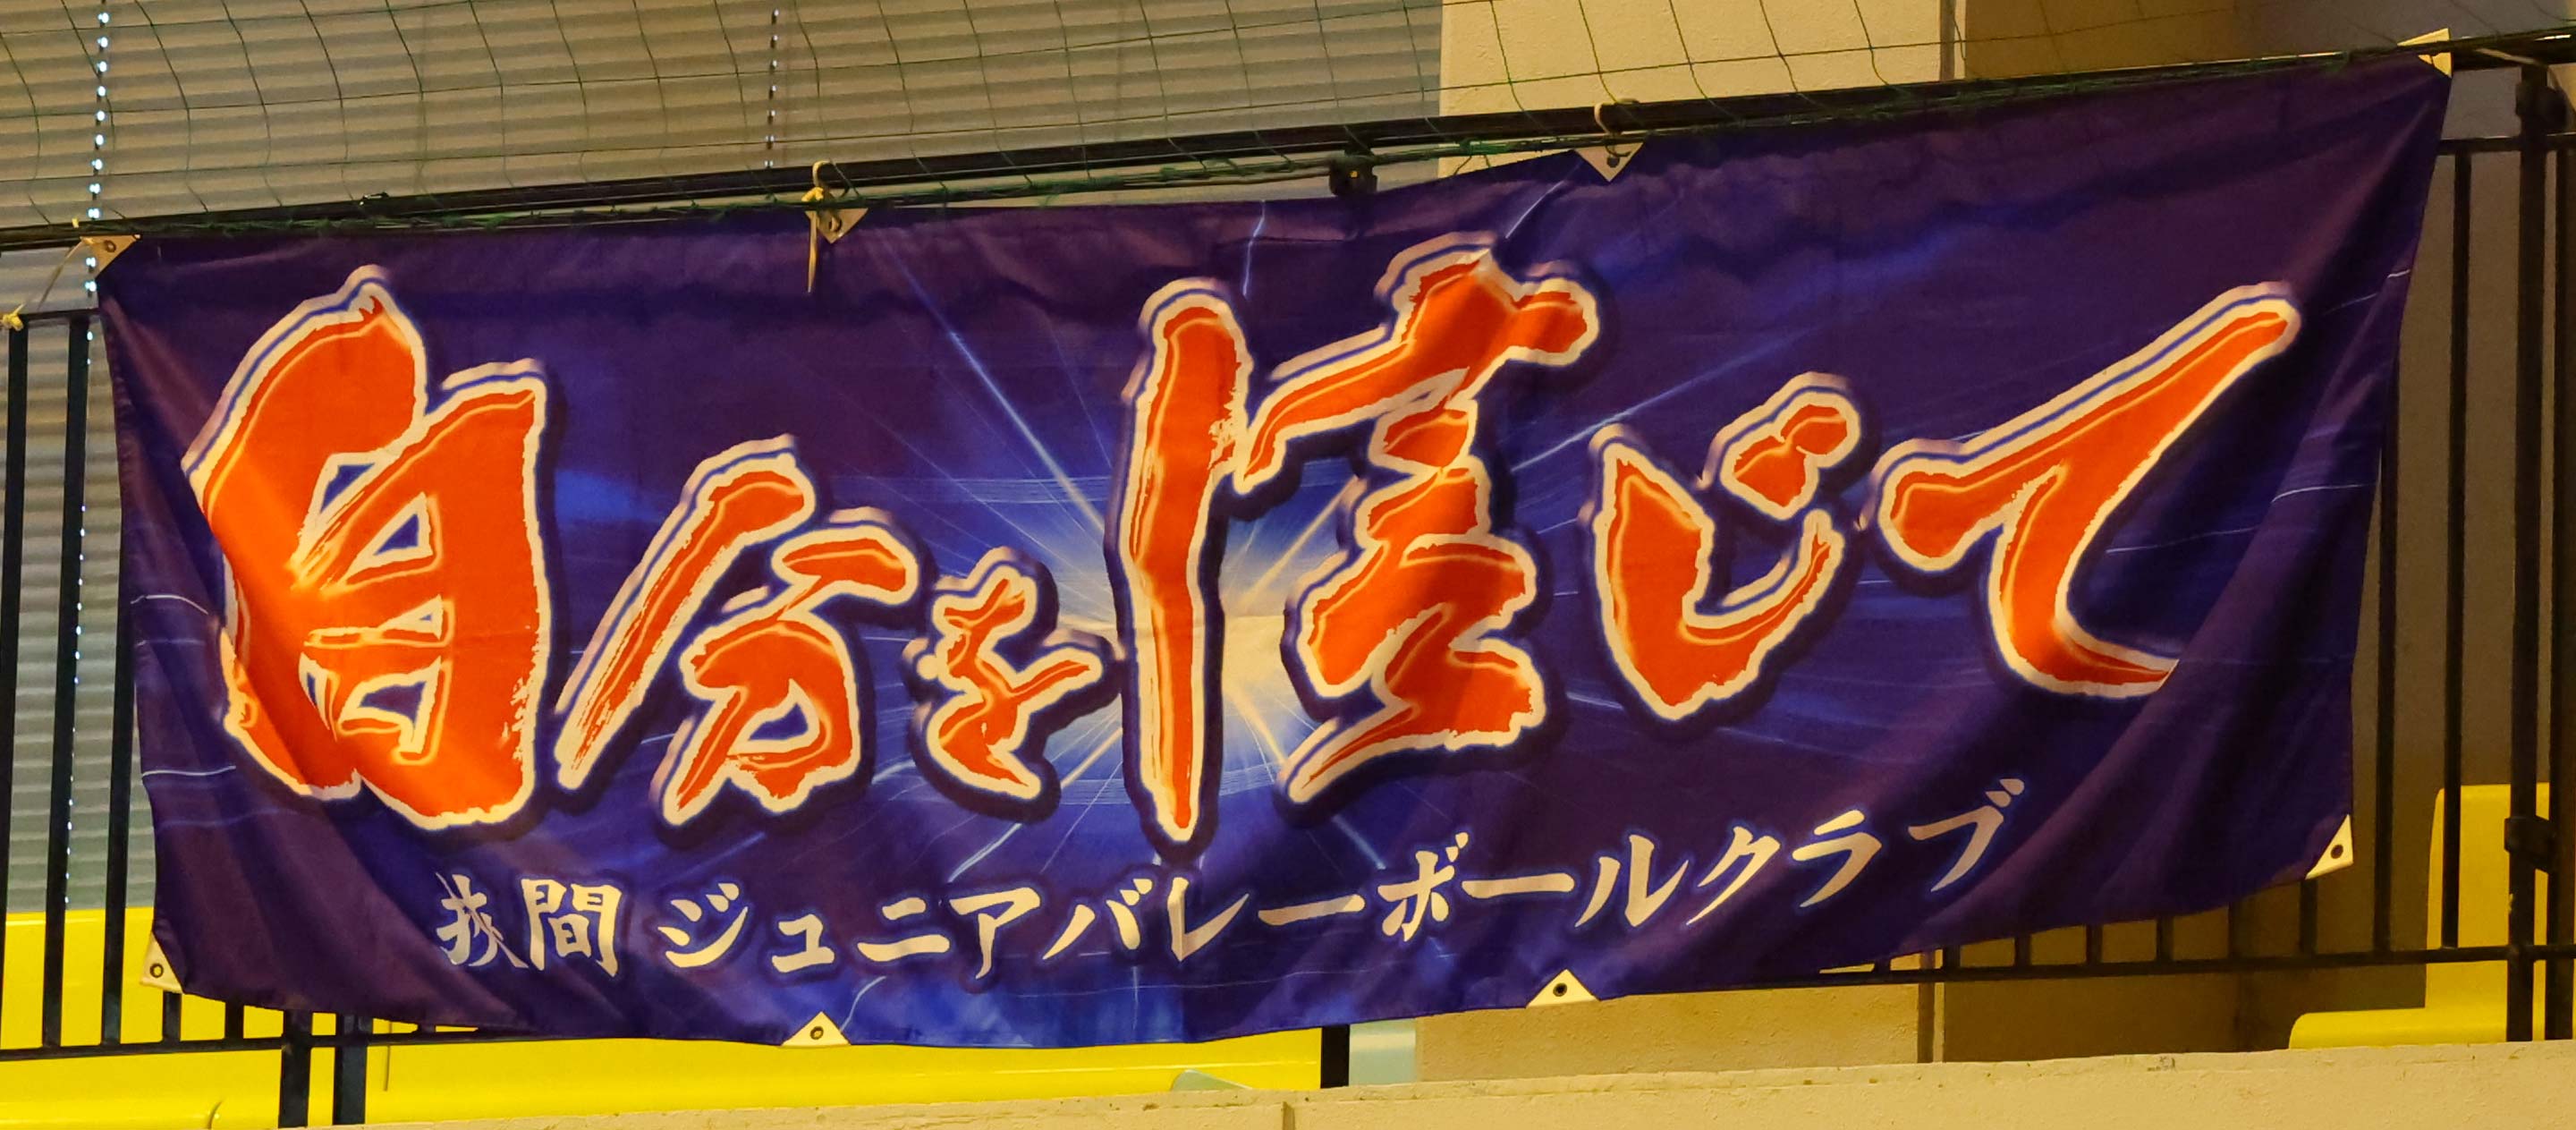 自分を信じて
挾間 ジュニアバレーボールクラブ